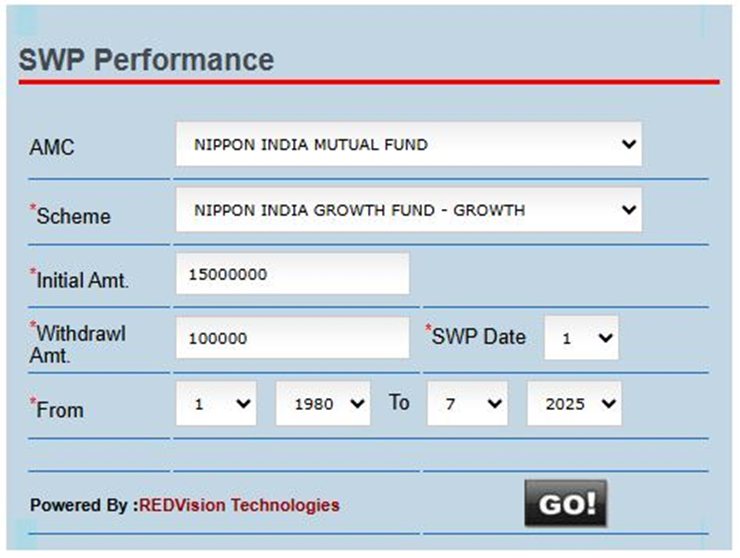 SWP Performance
AMC NIPPON INDIA MUTUAL FUND
*Scheme NIPPON INDIA GROWTH FUND - GROWTH
*Initial Amt. 15000000
*Withdrawl Amt. 100000 *SWP Date 1
*From 1 1980 To 7 2025
Powered By :REDVision Technologies GO!